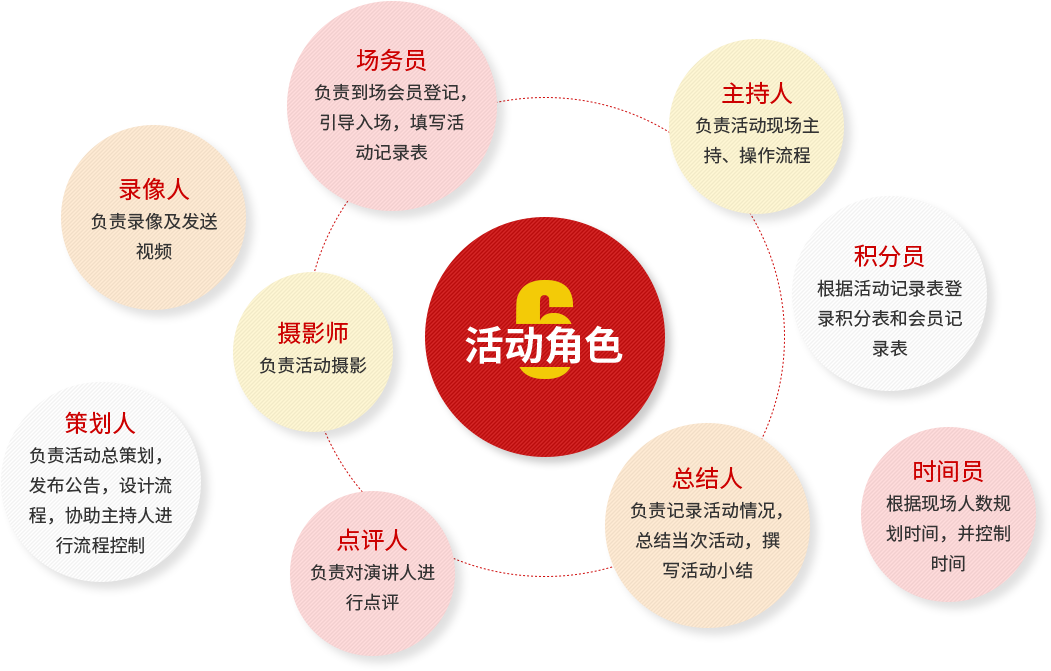 场务员
负责到场会员登记，
引导入场，填写活
动记录表
主持人
负责活动现场主
持、操作流程
录像人
负责录像及发送
视频
积分员
根据活动记录表登
录积分表和会员记
录表
摄影师
负责活动摄影
6
活动角色
策划人
负责活动总策划，
发布公告，设计流
程，协助主持人进
行流程控制
点评人
负责对演讲人进
行点评
总结人
负责记录活动情况，
总结当次活动，撰
写活动小结
时间员
根据现场人数规
划时间，并控制
时间